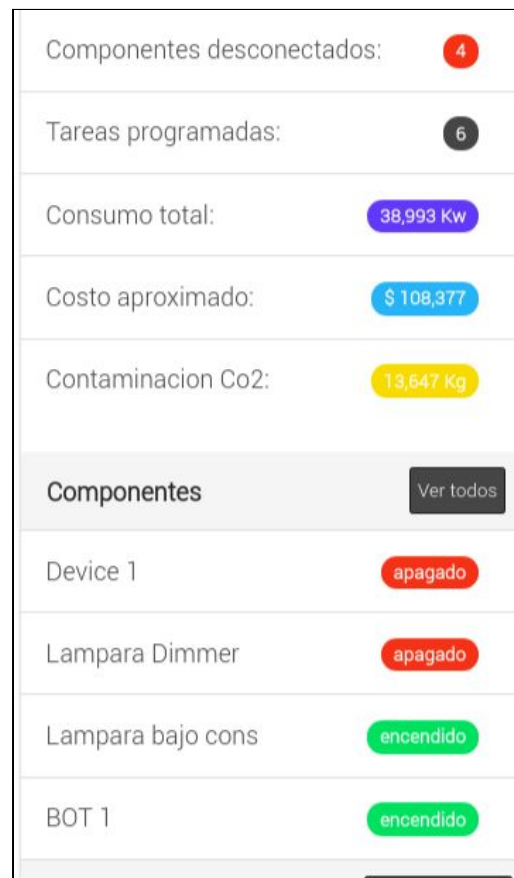 Componentes desconectados: 4
Tareas programadas: 6
Consumo total: 38,993 Kw
Costo aproximado: $ 108,377
Contaminacion Co2: 13,647 Kg
Componentes Ver todos
Device 1 apagado
Lampara Dimmer apagado
Lampara bajo cons encendido
BOT 1 encendido